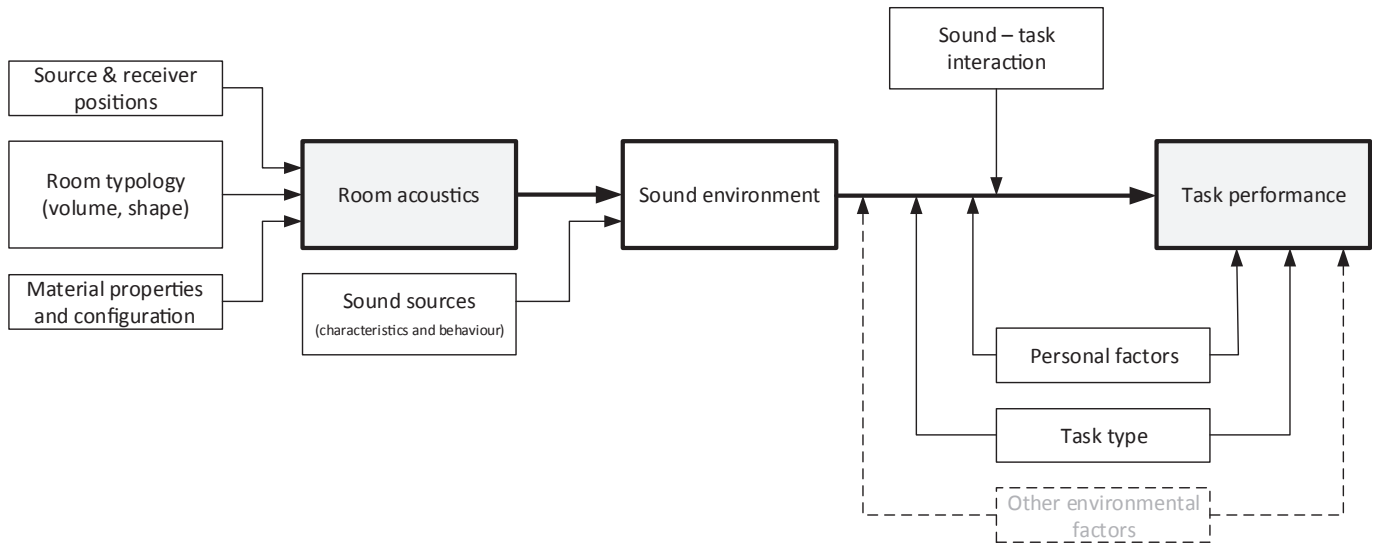 Sound – task
interaction
Source & receiver
positions
Room typology
(volume, shape)
Material properties
and configuration
Room acoustics
Sound sources
(characteristics and behaviour)
Sound environment
Task performance
Personal factors
Task type
Other environmental
factors